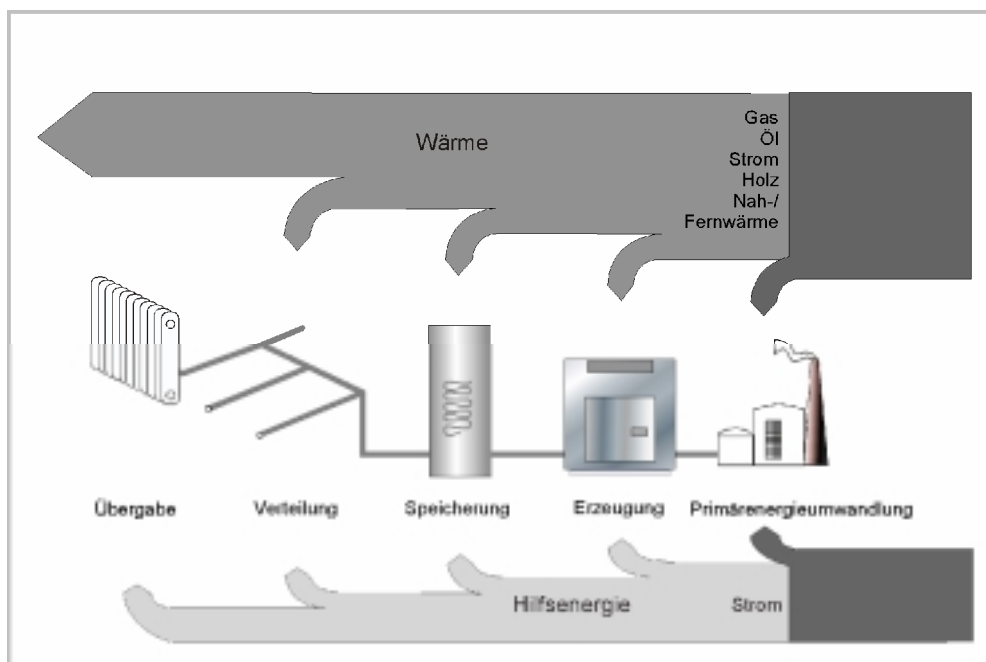 Wärme
Gas
Öl
Strom
Holz
Nah-/
Fernwärme
Übergabe
Verteilung
Speicherung
Erzeugung
Primärenergieumwandlung
Hilfsenergie
Strom